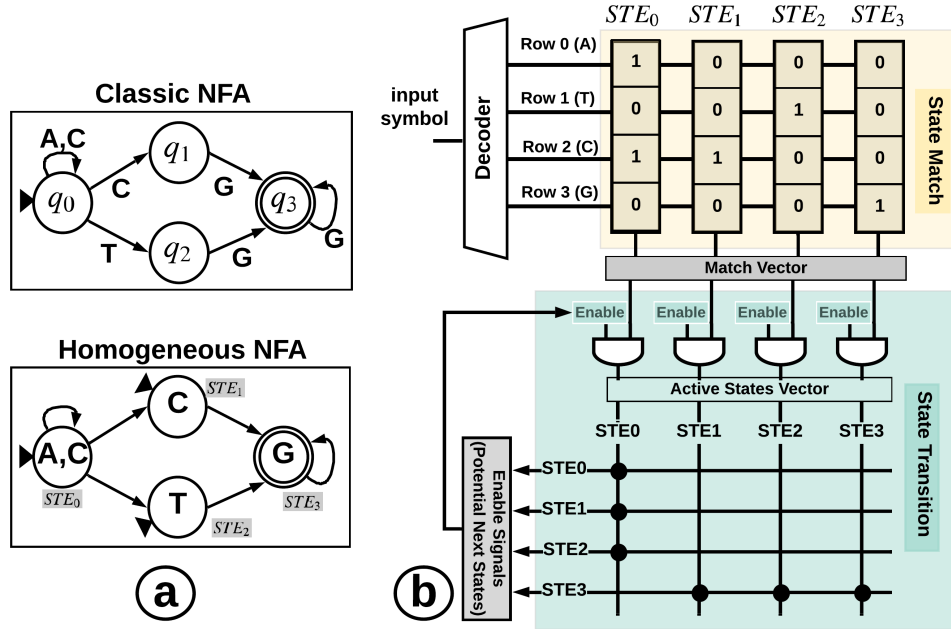 Classic NFA
A,C
q0
C
q1
G
T
q2
G
q3
G
Homogeneous NFA
A,C
STE0
C
STE1
T
STE2
G
STE3
a
STE0 STE1 STE2 STE3
input
symbol
Decoder
Row 0 (A) 1 0 0 0
Row 1 (T) 0 0 1 0
Row 2 (C) 1 1 0 0
Row 3 (G) 0 0 0 1
State Match
Match Vector
Enable Enable Enable Enable
Active States Vector
STE0 STE1 STE2 STE3
STE0
STE1
STE2
STE3
Enable Signals
(Potential Next States)
State Transition
b